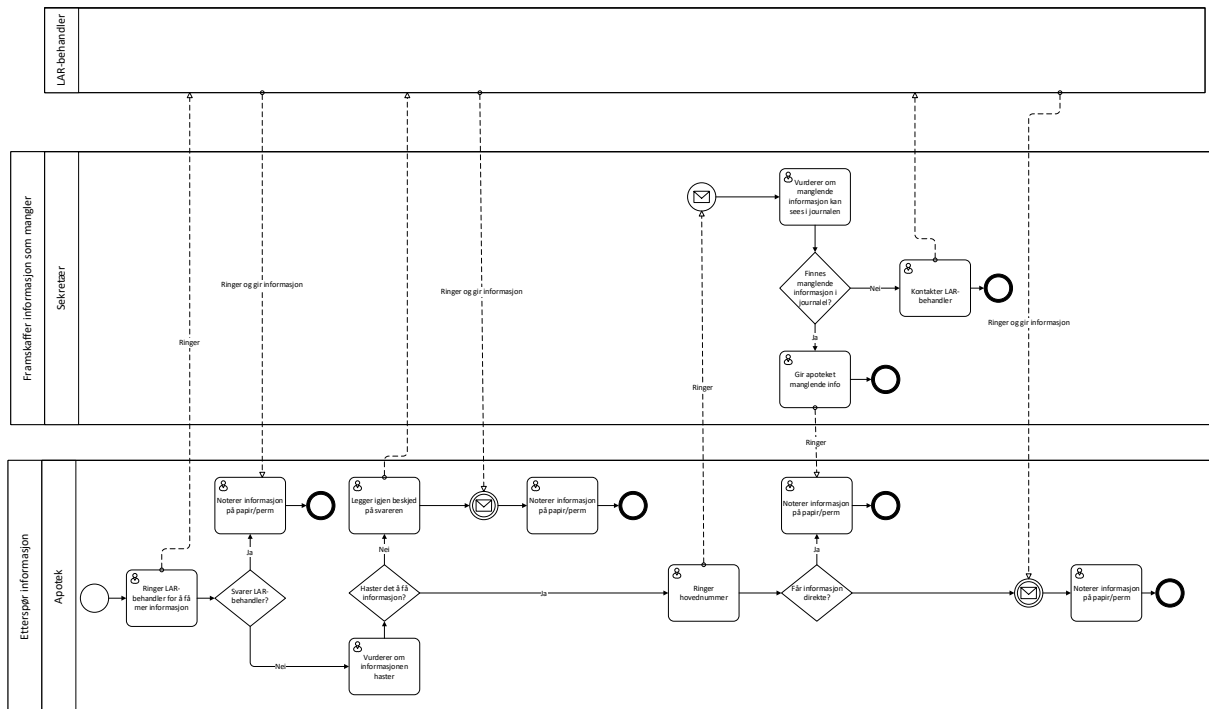 LAR-behandler
Framskaffer informasjon som mangler
Sekretær
Vurderer om
manglende
informasjon kan
sees i journalen
Finnes
manglende
informasjon i
journalel?
Nei
Kontakter LAR-
behandler
Ja
Gir apoteket
manglende info
Ringer og gir informasjon
Ringer og gir informasjon
Ringer og gir informasjon
Ringer
Ringer
Ringer
Etterspør informasjon
Apotek
Noterer informasjon
på papir/perm
Legger igjen beskjed
på svareren
Noterer informasjon
på papir/perm
Noterer informasjon
på papir/perm
Ja
Nei
Ja
Ringer LAR-
behandler for å få
mer informasjon
Svarer LAR-
behandler?
Haster det å få
informasjon?
Ja
Ringer
hovednummer
Får informasjon
direkte?
Noterer informasjon
på papir/perm
Nei
Vurderer om
informasjonen
haster